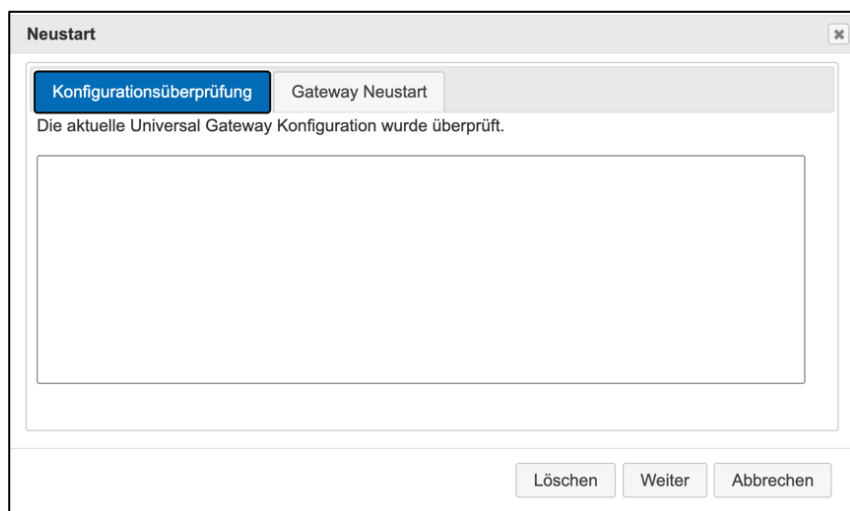 Neustart
Konfigurationsüberprüfung Gateway Neustart
Die aktuelle Universal Gateway Konfiguration wurde überprüft.
Löschen Weiter Abbrechen